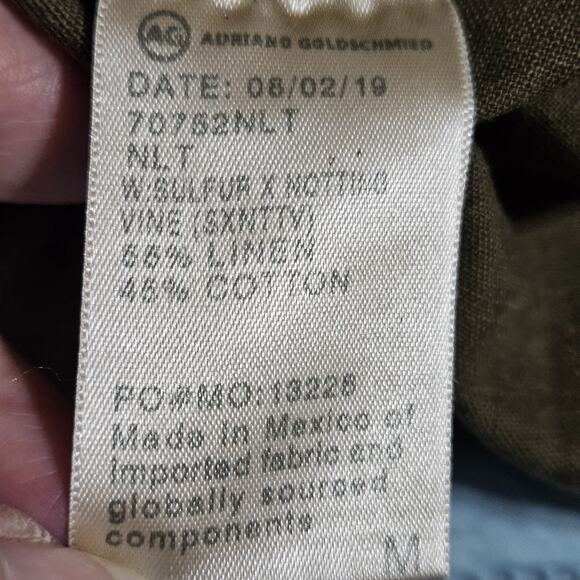 AG ADRIANO GOLDSCHMIED
DATE: 08/02/19
70752NLT
NLT
W-SULFUR X NOTTING
VINE (SXNTTV)
55% LINEN
45% COTTON
PO#MO: 13228
Made in Mexico of
imported fabric and
globally sourced
components
M